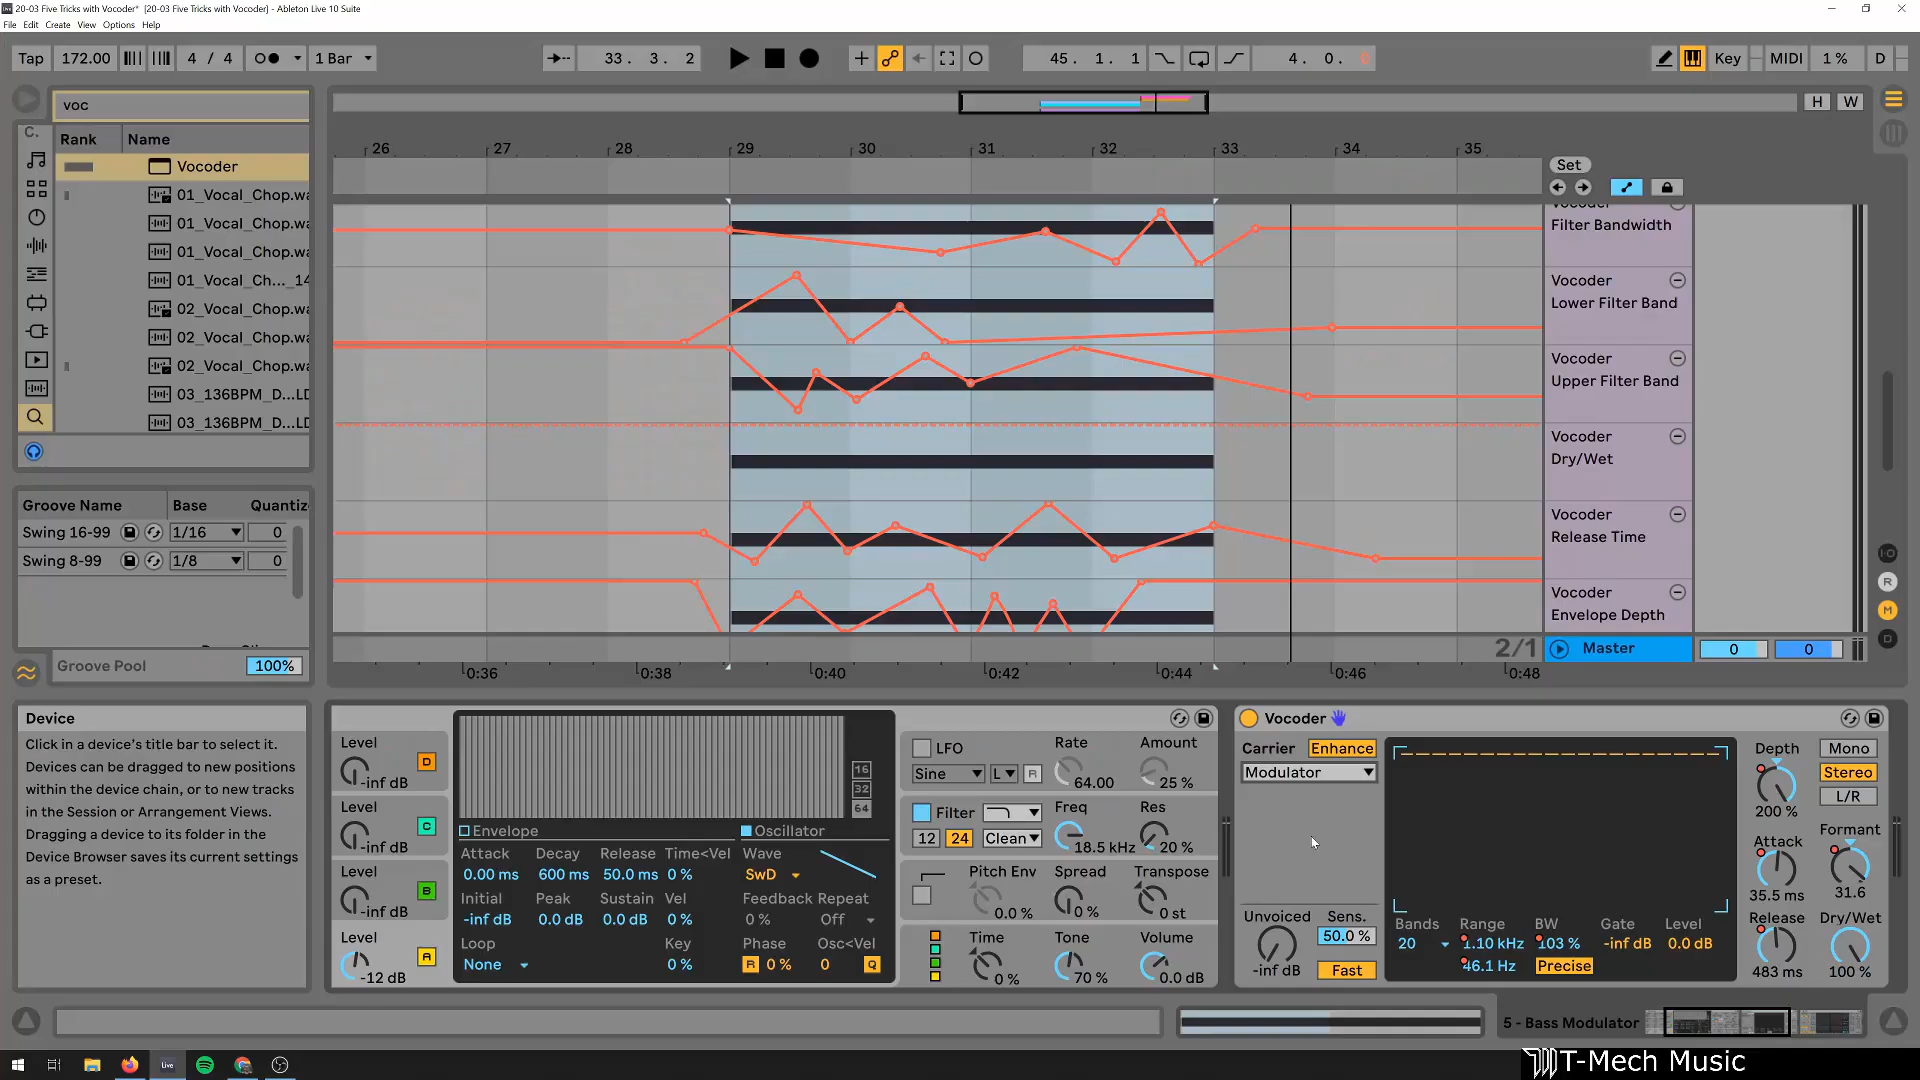 20-03 Five Tricks with Vocoder* [20-03 Five Tricks with Vocoder] - Ableton Live 10 Suite
File Edit Create View Options Help
Tap 172.00 4 / 4 1 Bar 33. 3. 2 45. 1. 1 4. 0. 0 Key MIDI 1 % D
voc
H W
C. Rank Name
26 27 28 29 30 31 32 33 34 35
Set
Vocoder
01_Vocal_Chop.wa
01_Vocal_Chop.wa
01_Vocal_Chop.wa
01_Vocal_Ch..._14
02_Vocal_Chop.wa
02_Vocal_Chop.wa
02_Vocal_Chop.wa
03_136BPM_D...LD
03_136BPM_D...LD
Vocoder
Filter Bandwidth
Vocoder
Lower Filter Band
Vocoder
Upper Filter Band
Vocoder
Dry/Wet
Vocoder
Release Time
Vocoder
Envelope Depth
I·O
R
M
D
Groove Name Base Quantiz
Swing 16-99 1/16 0
Swing 8-99 1/8 0
Groove Pool 100%
2/1 Master 0 0
0:36 0:38 0:40 0:42 0:44 0:46 0:48
Device
Click in a device's title bar to select it.
Devices can be dragged to new positions
within the device chain, or to new tracks
in the Session or Arrangement Views.
Dragging a device to its folder in the
Device Browser saves its current settings
as a preset.
Level D
-inf dB
Level C
-inf dB
Level B
-inf dB
Level A
-12 dB
16
32
64
Envelope Oscillator
Attack Decay Release Time<Vel Wave
0.00 ms 600 ms 50.0 ms 0 % SwD
Initial Peak Sustain Vel Feedback Repeat
-inf dB 0.0 dB 0.0 dB 0 % 0 % Off
Loop Key Phase Osc<Vel
None 0 % R 0 % 0 Q
LFO Rate Amount
Sine L R 64.00 25 %
Filter Freq Res
12 24 Clean 18.5 kHz 20 %
Pitch Env Spread Transpose
0.0 % 0 % 0 st
Time Tone Volume
0 % 70 % 0.0 dB
Vocoder
Carrier Enhance
Modulator
Unvoiced Sens.
50.0 %
-inf dB Fast
Bands Range BW Gate Level
20 1.10 kHz 103 % -inf dB 0.0 dB
46.1 Hz Precise
Depth Mono
Stereo
200 % L/R
Attack Formant
35.5 ms 31.6
Release Dry/Wet
483 ms 100 %
5 - Bass Modulator
Live
T-Mech Music